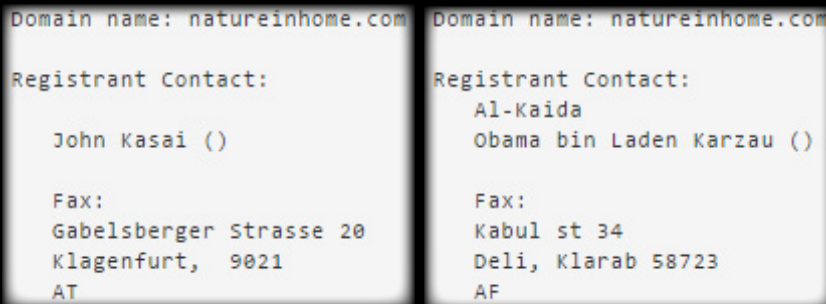 Domain name: natureinhome.com
Registrant Contact:
John Kasai ()
Fax:
Gabelsberger Strasse 20
Klagenfurt,  9021
AT
Domain name: natureinhome.com
Registrant Contact:
Al-Kaida
Obama bin Laden Karzau ()
Fax:
Kabul st 34
Deli, Klarab 58723
AF